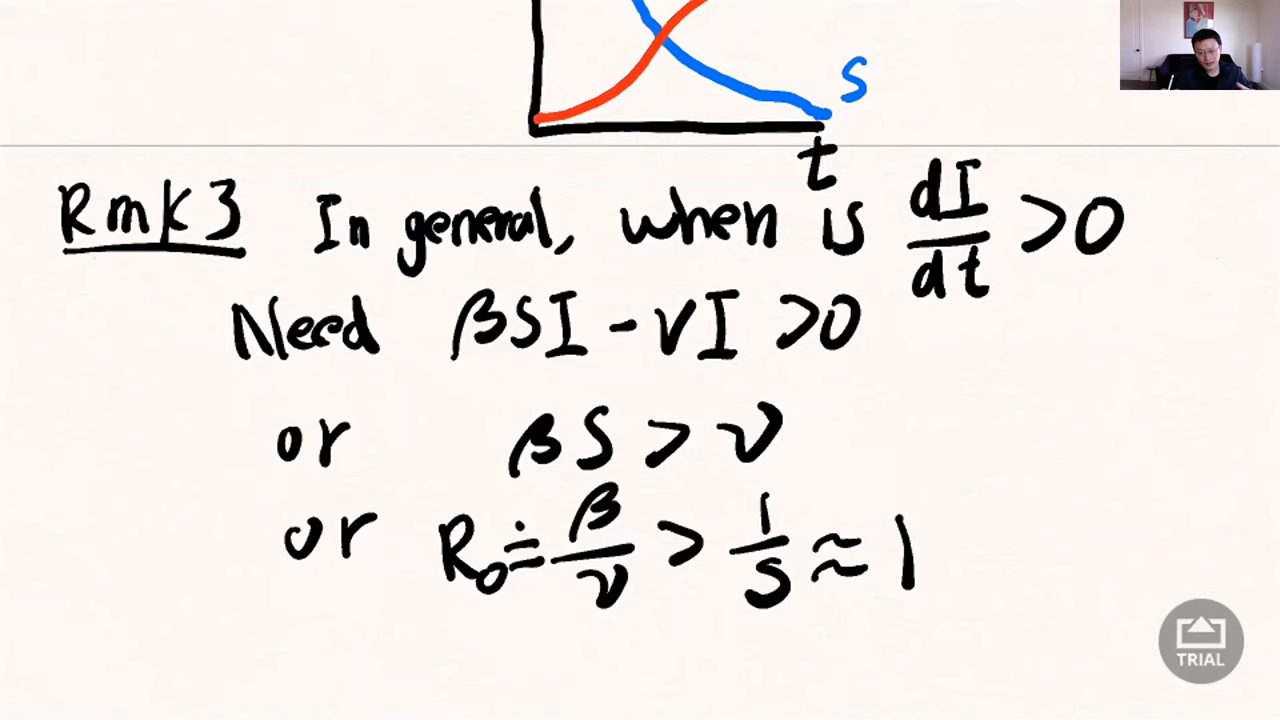 S
t
Rmk 3 In general, when is dI/dt > 0
Need βSI - νI > 0
or βS > ν
or R₀ ≐ β/ν > 1/S ≈ 1
TRIAL